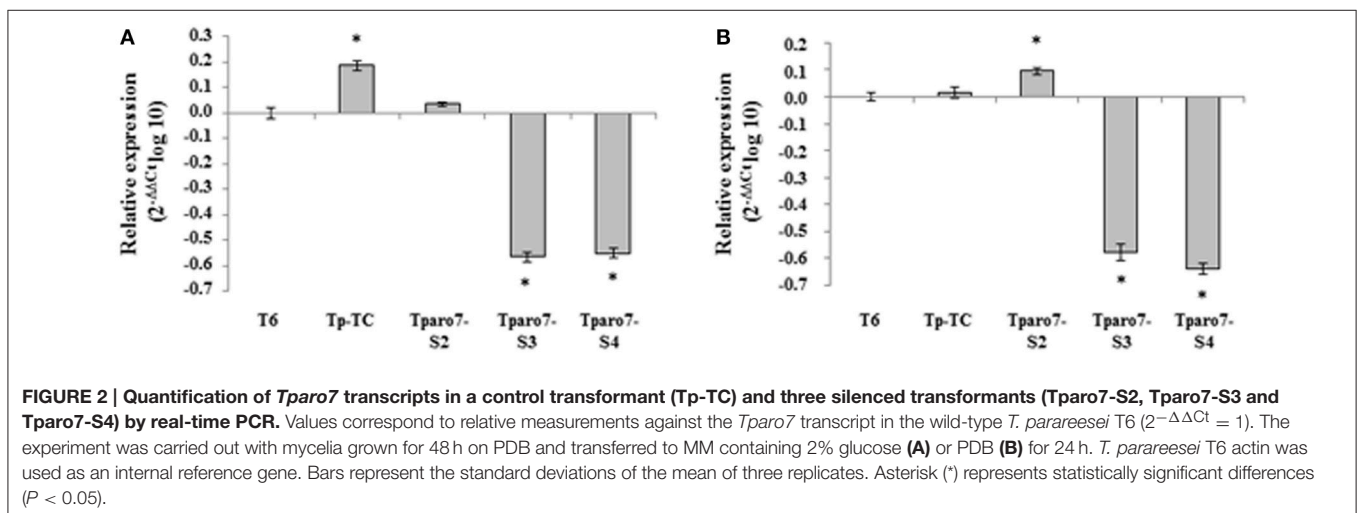 A
B
0.3
0.2
0.1
0.0
-0.1
-0.2
-0.3
-0.4
-0.5
-0.6
-0.7
Relative expression
(2^-ΔΔCt log 10)
*
*
*
T6
Tp-TC
Tparo7-
S2
Tparo7-
S3
Tparo7-
S4
0.2
0.1
0.0
-0.1
-0.2
-0.3
-0.4
-0.5
-0.6
-0.7
Relative expression
(2^-ΔΔCt log 10)
*
*
*
T6
Tp-TC
Tparo7-
S2
Tparo7-
S3
Tparo7-
S4
FIGURE 2 | Quantification of Tparo7 transcripts in a control transformant (Tp-TC) and three silenced transformants (Tparo7-S2, Tparo7-S3 and
Tparo7-S4) by real-time PCR. Values correspond to relative measurements against the Tparo7 transcript in the wild-type T. parareesei T6 (2^−ΔΔCt = 1). The
experiment was carried out with mycelia grown for 48 h on PDB and transferred to MM containing 2% glucose (A) or PDB (B) for 24 h. T. parareesei T6 actin was
used as an internal reference gene. Bars represent the standard deviations of the mean of three replicates. Asterisk (*) represents statistically significant differences
(P < 0.05).